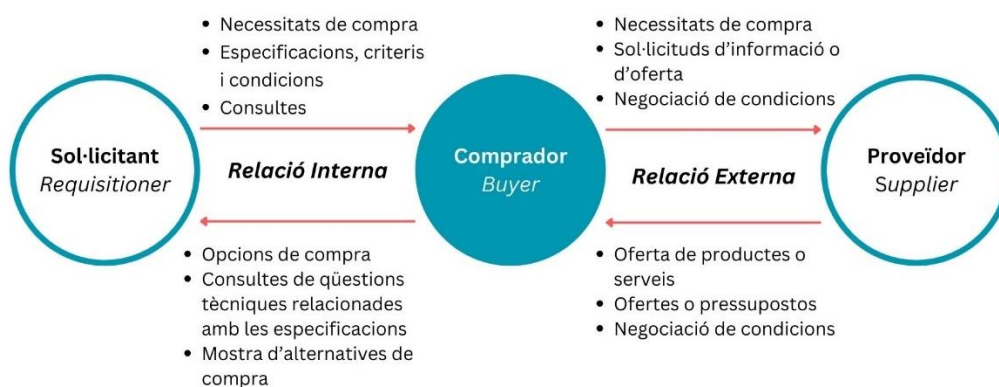 • Necessitats de compra
• Especificacions, criteris
i condicions
• Consultes
• Necessitats de compra
• Sol·licituds d'informació o
d'oferta
• Negociació de condicions
Sol·licitant
Requisitioner
Relació Interna
Comprador
Buyer
Relació Externa
Proveïdor
Supplier
• Opcions de compra
• Consultes de qüestions
tècniques relacionades
amb les especificacions
• Mostra d'alternatives de
compra
• Oferta de productes o
serveis
• Ofertes o pressupostos
• Negociació de condicions